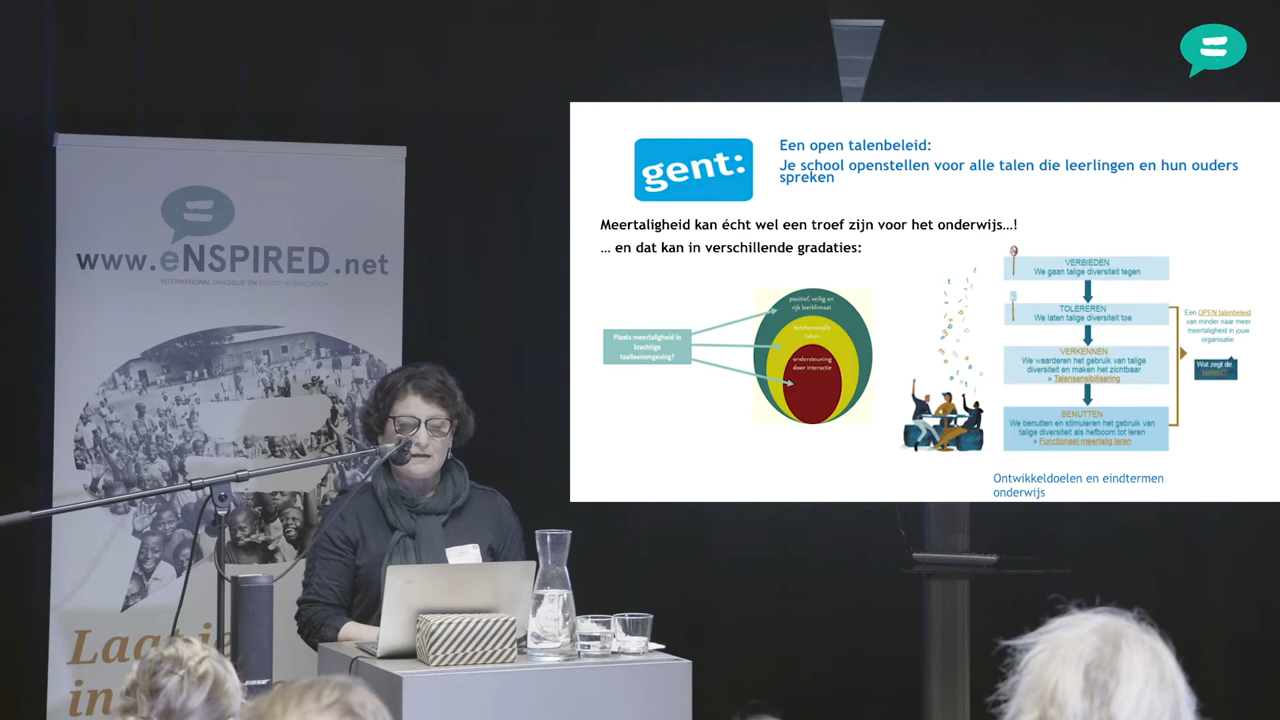 www.eNSPIRED.net
INTERNATIONAL DIALOGUE ON EQUITY IN EDUCATION
Laat je
in
BOSE
gent:
Een open talenbeleid:
Je school openstellen voor alle talen die leerlingen en hun ouders
spreken
Meertaligheid kan écht wel een troef zijn voor het onderwijs…!
… en dat kan in verschillende gradaties:
Plaats meertaligheid in
krachtige
taalleeromgeving?
positief, veilig en
rijk leerklimaat
betekenisvolle
taken
ondersteuning
door interactie
VERBIEDEN
We gaan talige diversiteit tegen
TOLEREREN
We laten talige diversiteit toe
VERKENNEN
We waarderen het gebruik van talige
diversiteit en maken het zichtbaar
» Talensensibilisering
BENUTTEN
We benutten en stimuleren het gebruik van
talige diversiteit als hefboom tot leren
» Functioneel meertalig leren
Een OPEN talenbeleid
van minder naar meer
meertaligheid in jouw
organisatie
Wat zegt de
Ontwikkeldoelen en eindtermen
onderwijs